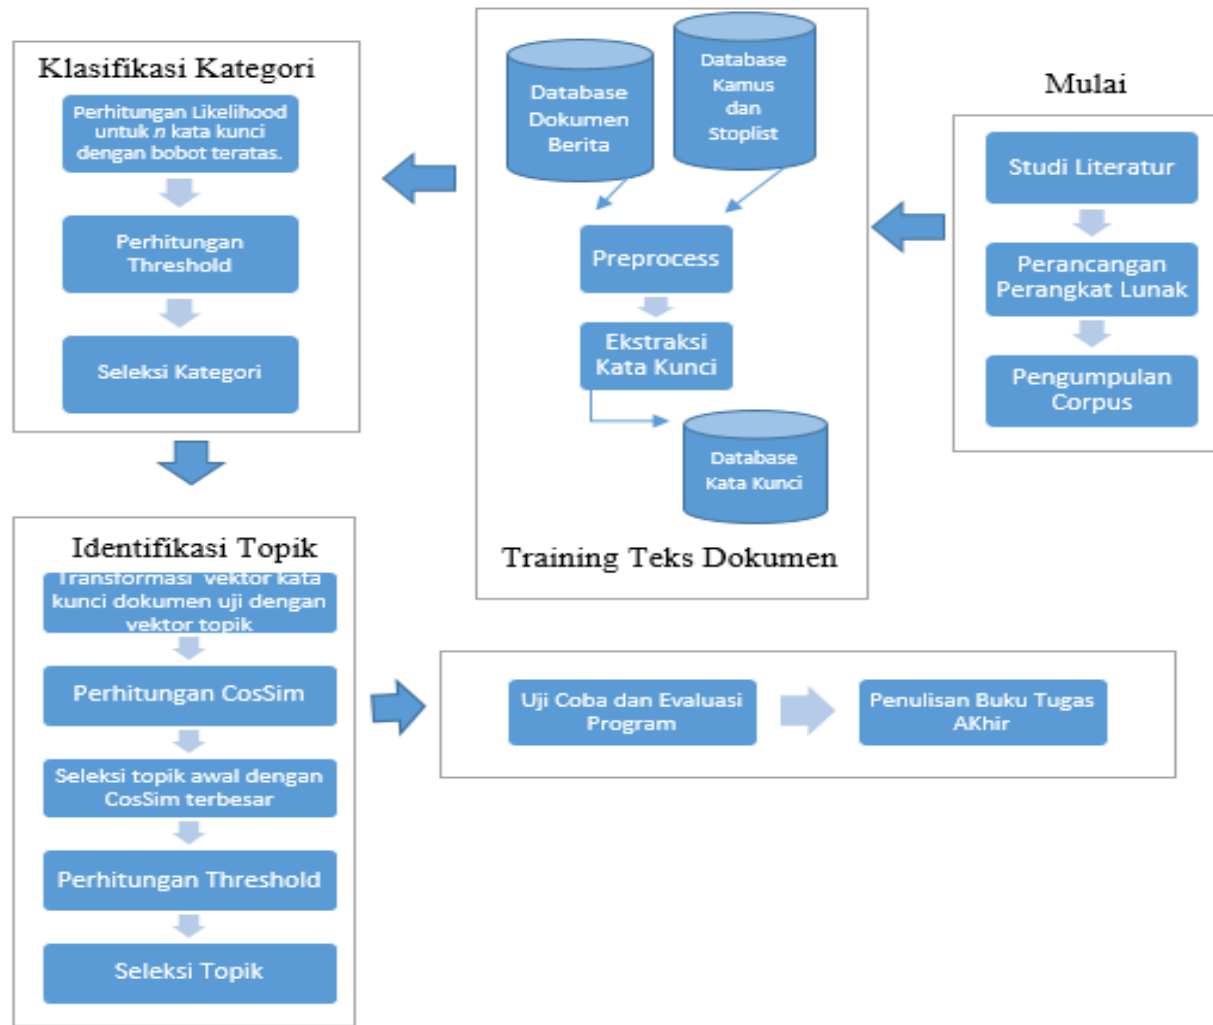 Mulai
Studi Literatur
Perancangan
Perangkat Lunak
Pengumpulan
Corpus
Database
Dokumen
Berita
Database
Kamus
dan
Stoplist
Preprocess
Ekstraksi
Kata Kunci
Database
Kata Kunci
Training Teks Dokumen
Klasifikasi Kategori
Perhitungan Likelihood
untuk n kata kunci
dengan bobot teratas.
Perhitungan
Threshold
Seleksi Kategori
Identifikasi Topik
Transformasi vektor kata
kunci dokumen uji dengan
vektor topik
Perhitungan CosSim
Seleksi topik awal dengan
CosSim terbesar
Perhitungan Threshold
Seleksi Topik
Uji Coba dan Evaluasi
Program
Penulisan Buku Tugas
AKhir